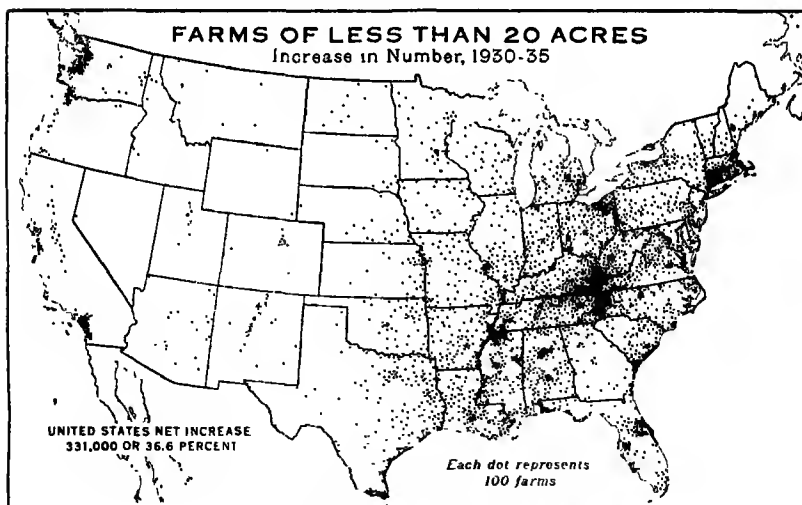 FARMS OF LESS THAN 20 ACRES
Increase in Number, 1930-35
UNITED STATES NET INCREASE
331,000 OR 36.6 PERCENT
Each dot represents
100 farms